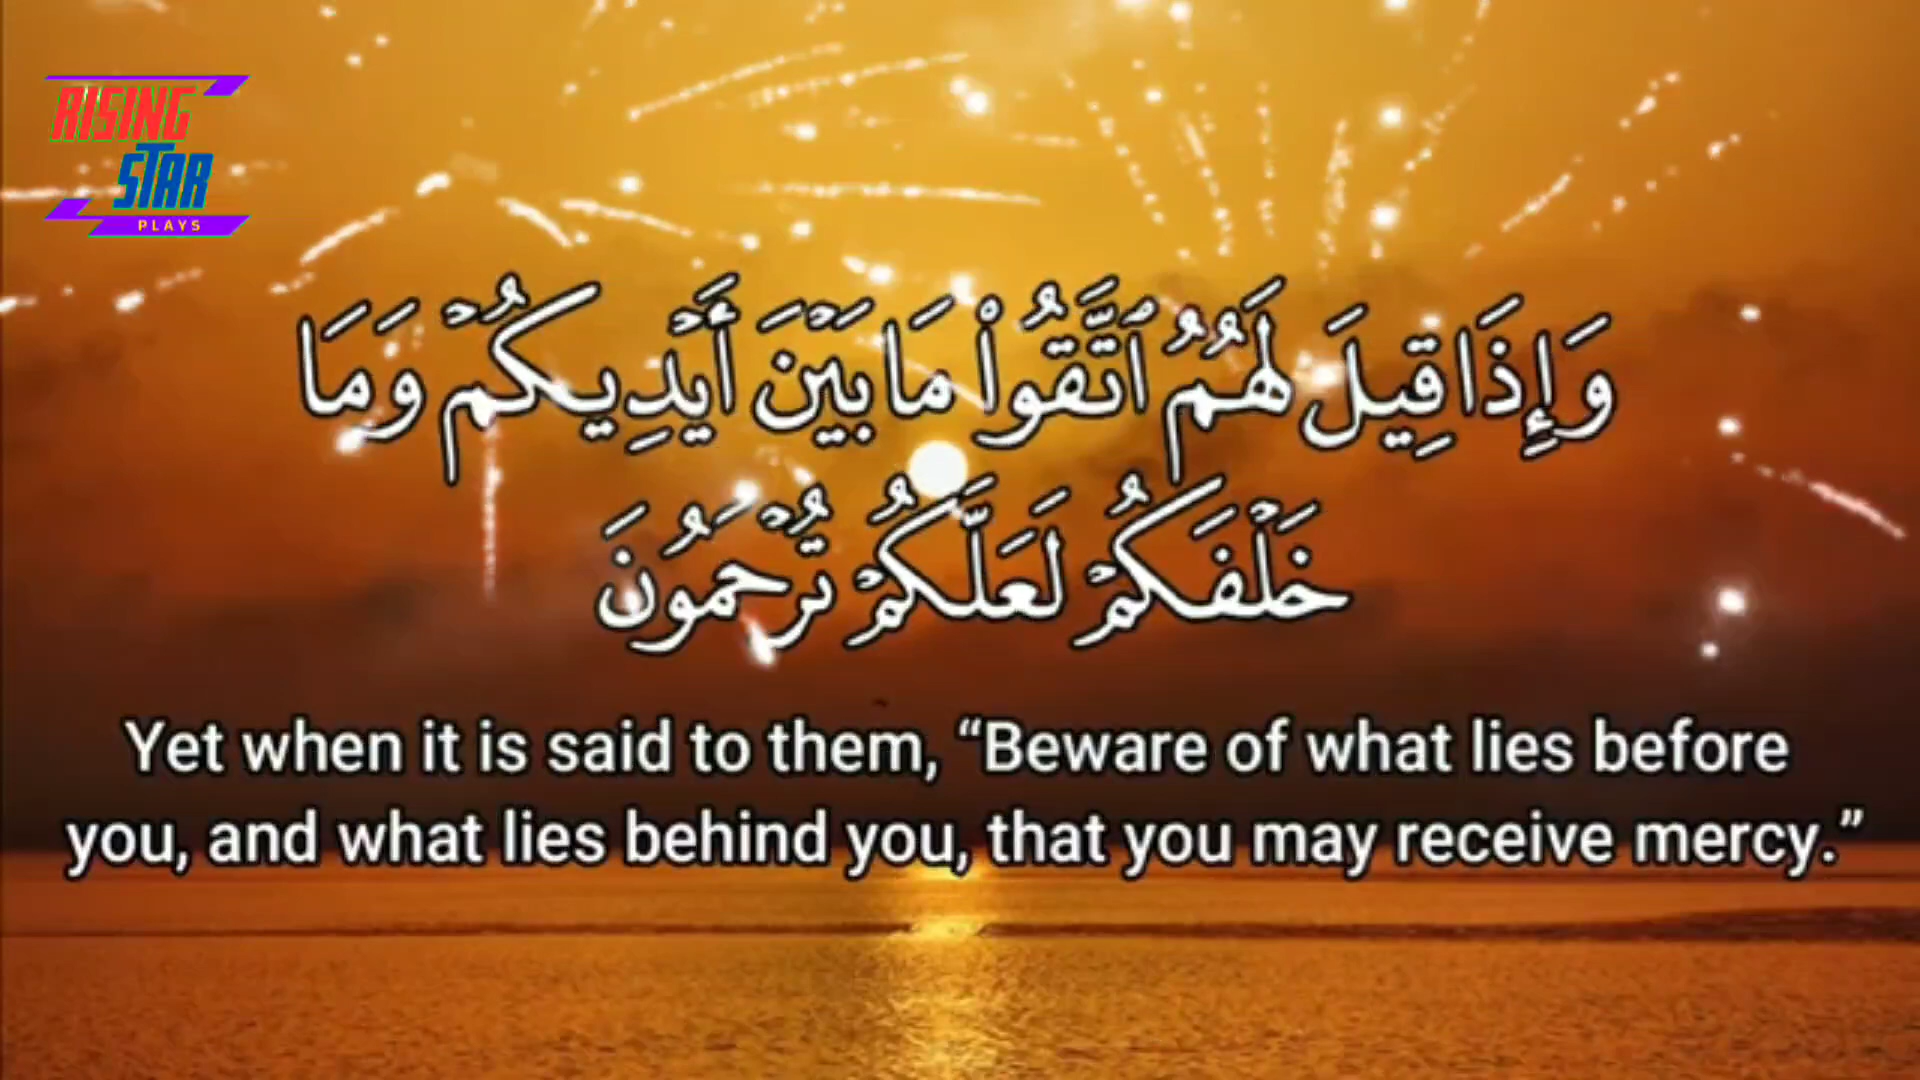 RISING
STAR
PLAYS
وَإِذَا قِيلَ لَهُمُ ٱتَّقُوا۟ مَا بَيْنَ أَيْدِيكُمْ وَمَا
خَلْفَكُمْ لَعَلَّكُمْ تُرْحَمُونَ
Yet when it is said to them, “Beware of what lies before
you, and what lies behind you, that you may receive mercy.”